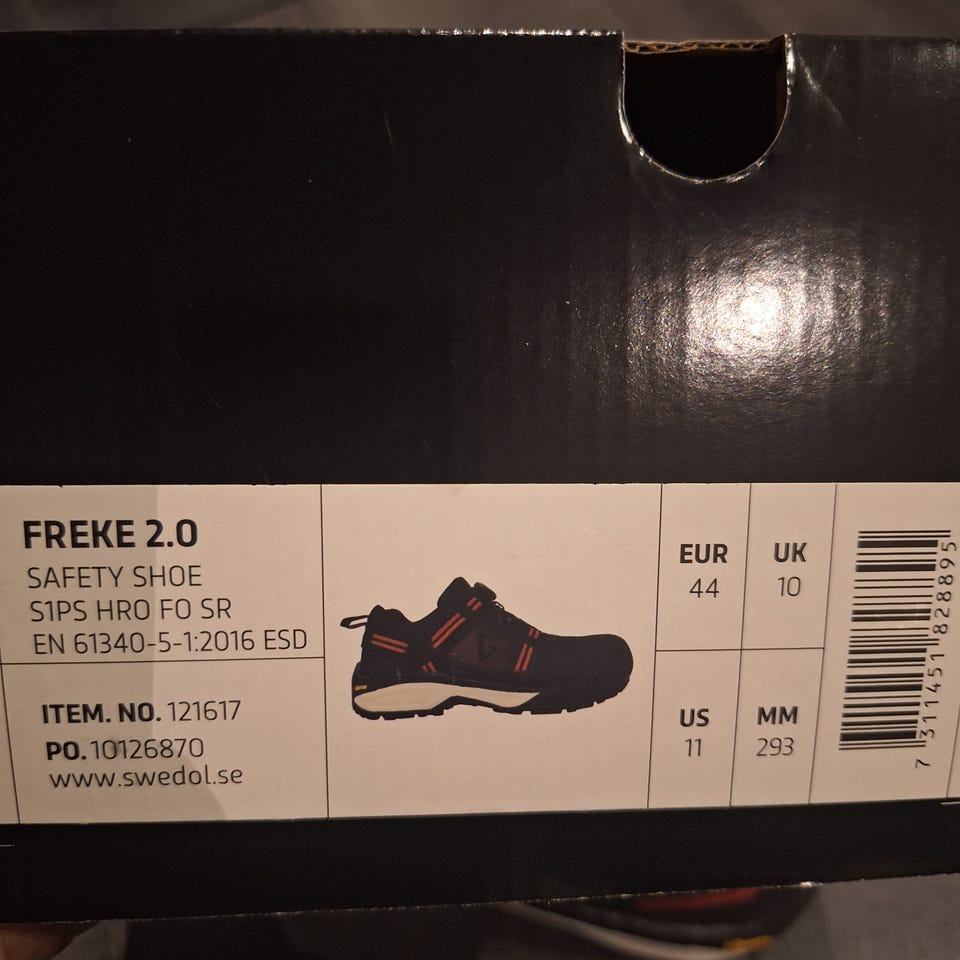 FREKE 2.0
SAFETY SHOE
S1PS HRO FO SR
EN 61340-5-1:2016 ESD
ITEM. NO. 121617
PO. 10126870
www.swedol.se
EUR
44
UK
10
US
11
MM
293
7 311451 828895